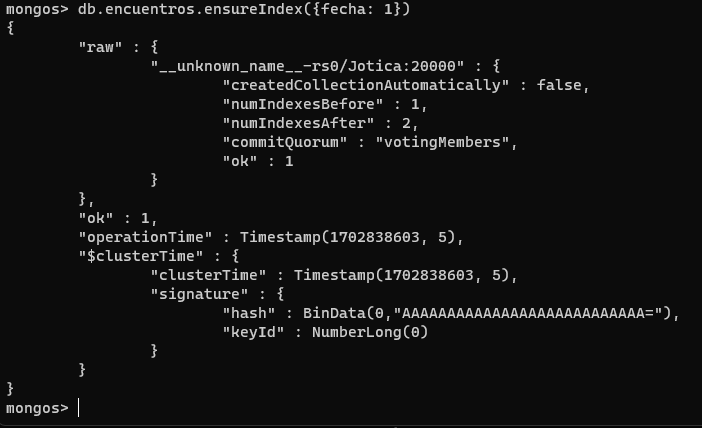 mongos> db.encuentros.ensureIndex({fecha: 1})
{
        "raw" : {
                "__unknown_name__-rs0/Jotica:20000" : {
                        "createdCollectionAutomatically" : false,
                        "numIndexesBefore" : 1,
                        "numIndexesAfter" : 2,
                        "commitQuorum" : "votingMembers",
                        "ok" : 1
                }
        },
        "ok" : 1,
        "operationTime" : Timestamp(1702838603, 5),
        "$clusterTime" : {
                "clusterTime" : Timestamp(1702838603, 5),
                "signature" : {
                        "hash" : BinData(0,"AAAAAAAAAAAAAAAAAAAAAAAAAAA="),
                        "keyId" : NumberLong(0)
                }
        }
}
mongos>